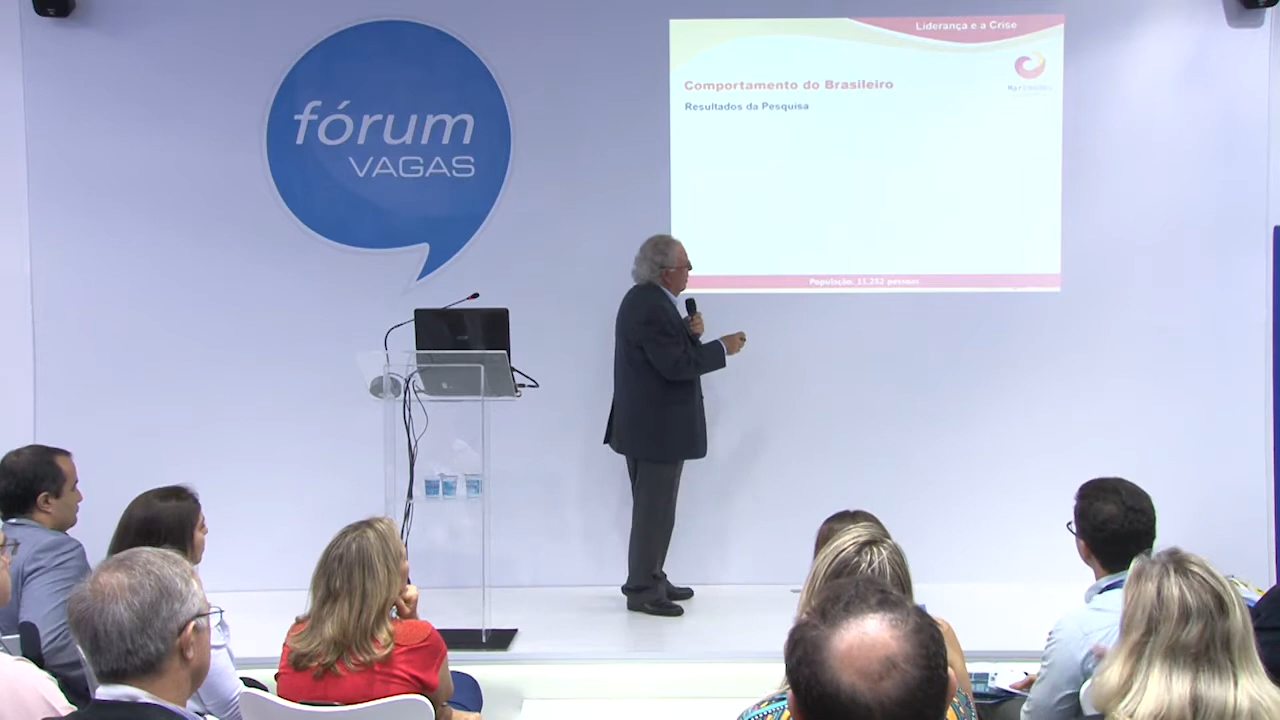 fórum
VAGAS
Liderança e a Crise
Comportamento do Brasileiro
Resultados da Pesquisa
População: 11.252 pessoas